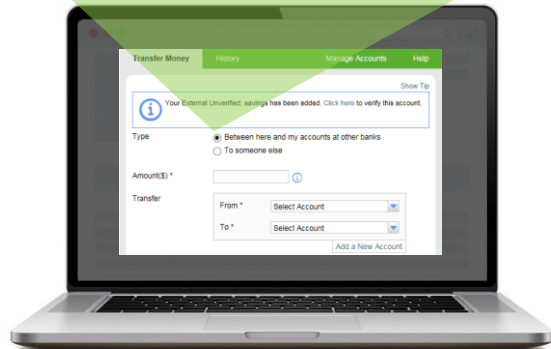 Transfer Money History Manage Accounts Help
Show Tip
Your External Unverified, savings has been added. Click here to verify this account.
Type Between here and my accounts at other banks
To someone else
Amount($) *
Transfer
From * Select Account
To * Select Account
Add a New Account